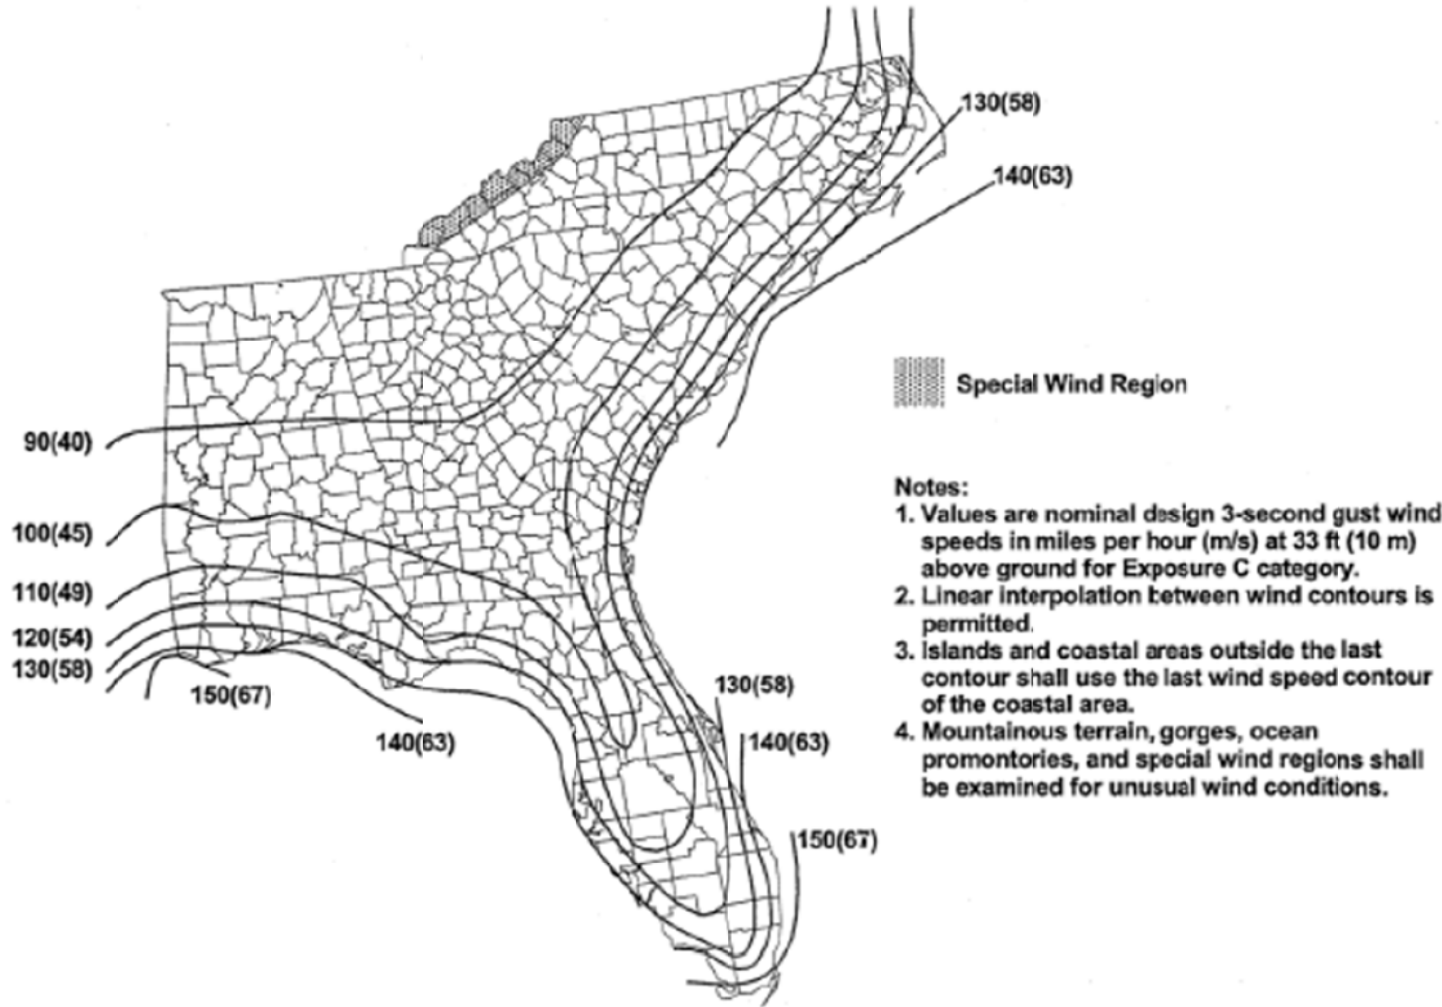 130(58)
140(63)
Special Wind Region
90(40)
100(45)
110(49)
120(54)
130(58)
150(67)
140(63)
130(58)
140(63)
150(67)
Notes:
1. Values are nominal design 3-second gust wind
speeds in miles per hour (m/s) at 33 ft (10 m)
above ground for Exposure C category.
2. Linear interpolation between wind contours is
permitted.
3. Islands and coastal areas outside the last
contour shall use the last wind speed contour
of the coastal area.
4. Mountainous terrain, gorges, ocean
promontories, and special wind regions shall
be examined for unusual wind conditions.